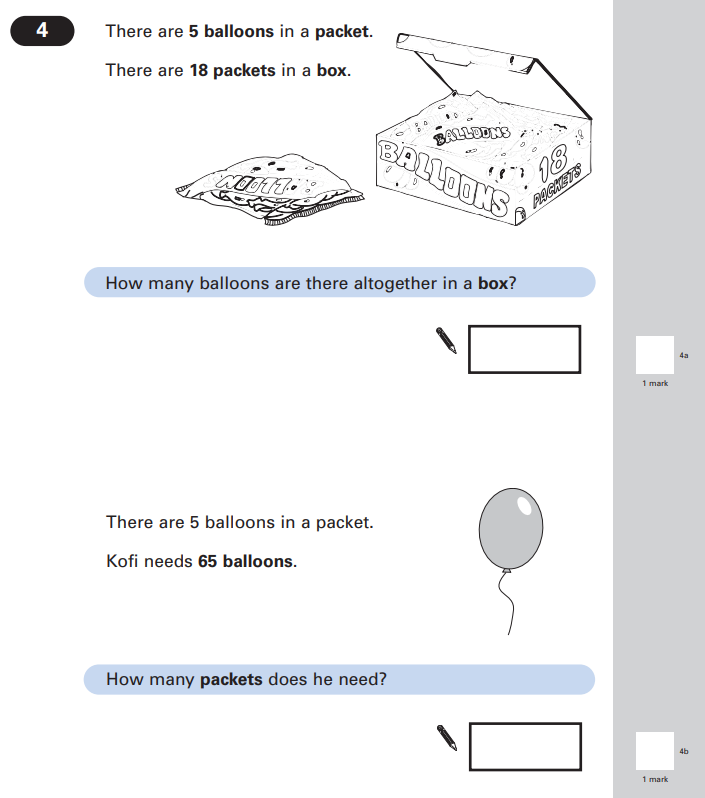 4
There are 5 balloons in a packet.
There are 18 packets in a box.
BALLOONS
BALLOONS
18
PACKETS
How many balloons are there altogether in a box?
4a
1 mark
There are 5 balloons in a packet.
Kofi needs 65 balloons.
How many packets does he need?
4b
1 mark